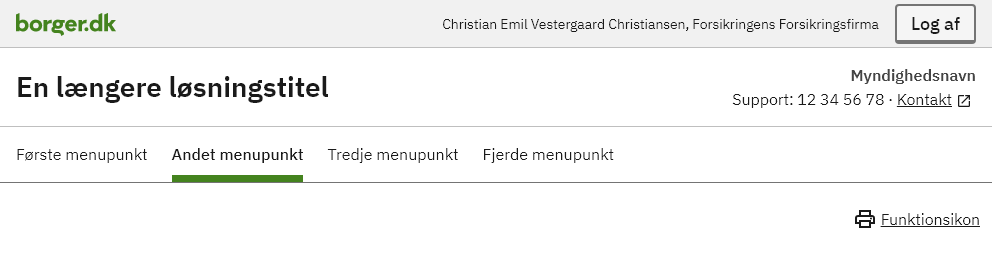 borger.dk
Christian Emil Vestergaard Christiansen, Forsikringens Forsikringsfirma
Log af
En længere løsningstitel
Myndighedsnavn
Support: 12 34 56 78 · Kontakt
Første menupunkt Andet menupunkt Tredje menupunkt Fjerde menupunkt
Funktionsikon